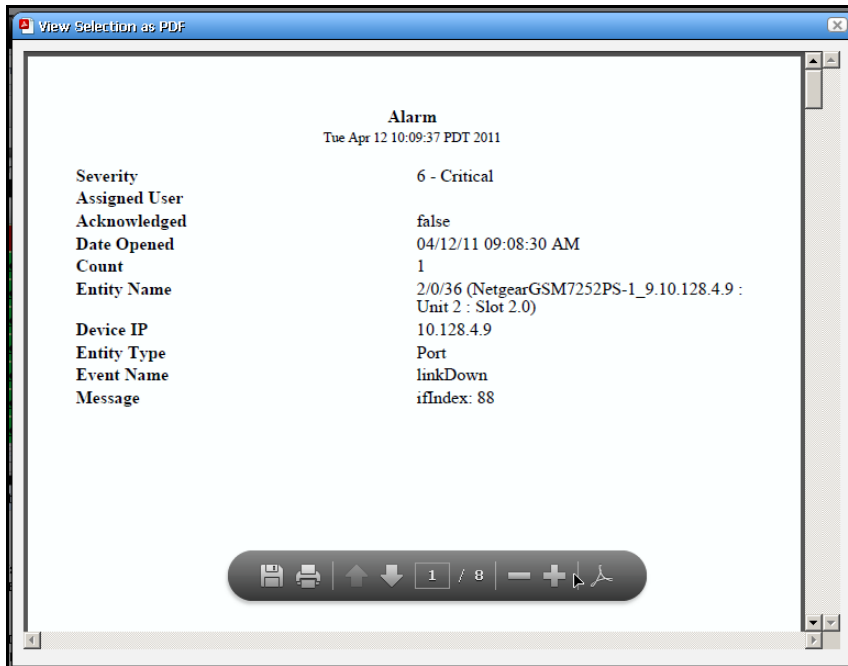 View Selection as PDF
Alarm
Tue Apr 12 10:09:37 PDT 2011
Severity 6 - Critical
Assigned User
Acknowledged false
Date Opened 04/12/11 09:08:30 AM
Count 1
Entity Name 2/0/36 (NetgearGSM7252PS-1_9.10.128.4.9 :
Unit 2 : Slot 2.0)
Device IP 10.128.4.9
Entity Type Port
Event Name linkDown
Message ifIndex: 88
1 / 8